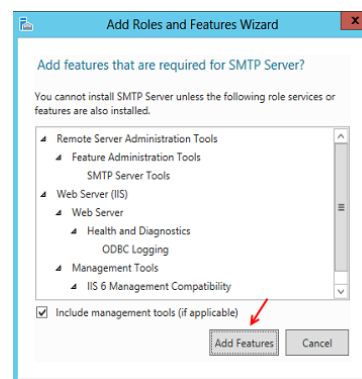 Add Roles and Features Wizard
x
Add features that are required for SMTP Server?
You cannot install SMTP Server unless the following role services or
features are also installed.
Remote Server Administration Tools
Feature Administration Tools
SMTP Server Tools
Web Server (IIS)
Web Server
Health and Diagnostics
ODBC Logging
Management Tools
IIS 6 Management Compatibility
Include management tools (if applicable)
Add Features Cancel